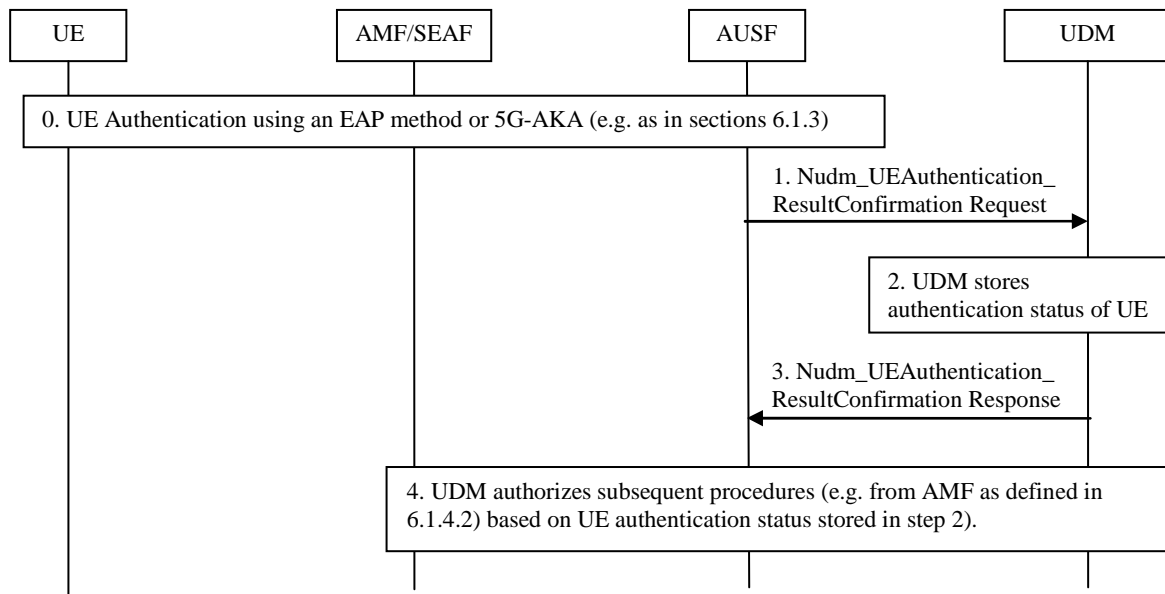 UE
AMF/SEAF
AUSF
UDM
0. UE Authentication using an EAP method or 5G-AKA (e.g. as in sections 6.1.3)
1. Nudm_UEAuthentication_
ResultConfirmation Request
2. UDM stores
authentication status of UE
3. Nudm_UEAuthentication_
ResultConfirmation Response
4. UDM authorizes subsequent procedures (e.g. from AMF as defined in
6.1.4.2) based on UE authentication status stored in step 2).